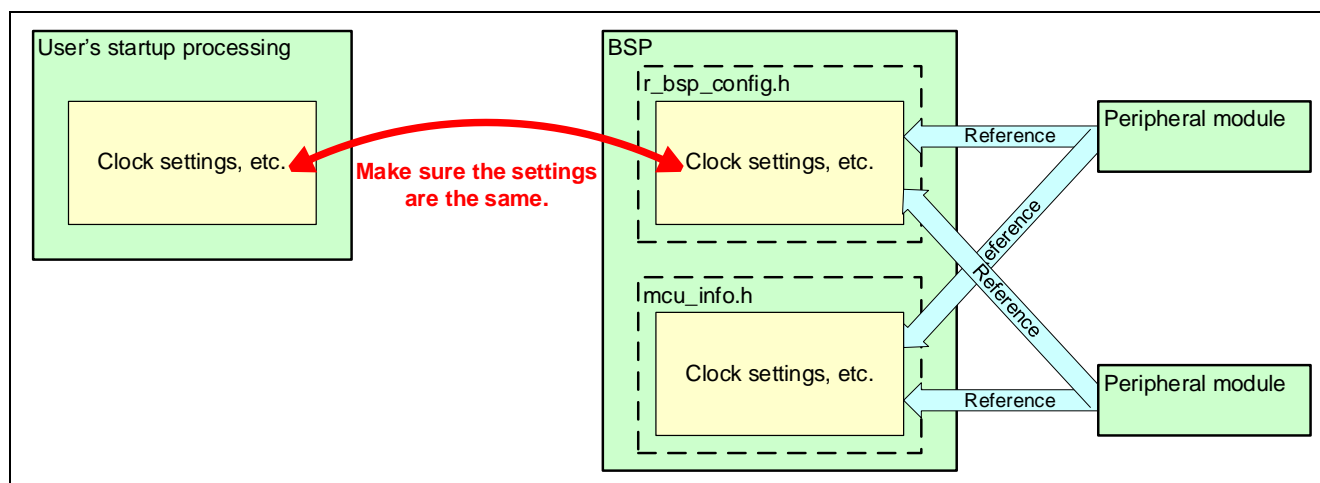 User's startup processing
Clock settings, etc.
Make sure the settings
are the same.
BSP
r_bsp_config.h
Clock settings, etc.
mcu_info.h
Clock settings, etc.
Reference
Reference
Reference
Reference
Peripheral module
Peripheral module